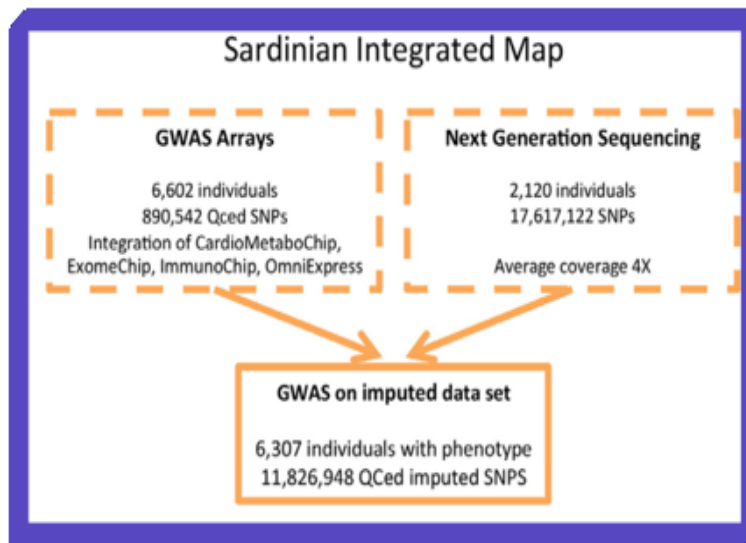 Sardinian Integrated Map
GWAS Arrays
6,602 individuals
890,542 Qced SNPs
Integration of CardioMetaboChip,
ExomeChip, ImmunoChip, OmniExpress
Next Generation Sequencing
2,120 individuals
17,617,122 SNPs
Average coverage 4X
GWAS on imputed data set
6,307 individuals with phenotype
11,826,948 QCed imputed SNPS